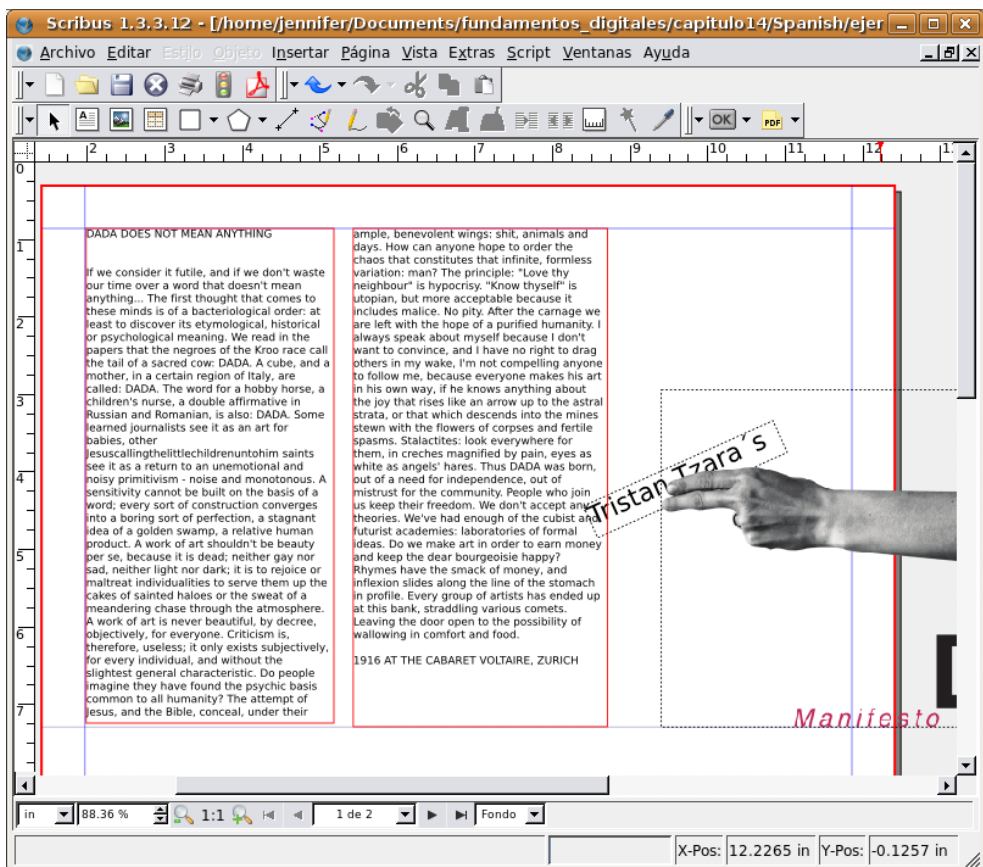 Scribus 1.3.3.12 - [/home/jennifer/Documents/fundamentos_digitales/capitulo14/Spanish/ejer
Archivo Editar Estilo Objeto Insertar Página Vista Extras Script Ventanas Ayuda
OK PDF
2 3 4 5 6 7 8 9 10 11 12
0
1
2
3
4
5
6
7
DADA DOES NOT MEAN ANYTHING
If we consider it futile, and if we don't waste
our time over a word that doesn't mean
anything... The first thought that comes to
these minds is of a bacteriological order: at
least to discover its etymological, historical
or psychological meaning. We read in the
papers that the negroes of the Kroo race call
the tail of a sacred cow: DADA. A cube, and a
mother, in a certain region of Italy, are
called: DADA. The word for a hobby horse, a
children's nurse, a double affirmative in
Russian and Romanian, is also: DADA. Some
learned journalists see it as an art for
babies, other
Jesuscallingthelittlechildrenuntohim saints
see it as a return to an unemotional and
noisy primitivism - noise and monotonous. A
sensitivity cannot be built on the basis of a
word; every sort of construction converges
into a boring sort of perfection, a stagnant
idea of a golden swamp, a relative human
product. A work of art shouldn't be beauty
per se, because it is dead; neither gay nor
sad, neither light nor dark; it is to rejoice or
maltreat individualities to serve them up the
cakes of sainted haloes or the sweat of a
meandering chase through the atmosphere.
A work of art is never beautiful, by decree,
objectively, for everyone. Criticism is,
therefore, useless; it only exists subjectively,
for every individual, and without the
slightest general characteristic. Do people
imagine they have found the psychic basis
common to all humanity? The attempt of
Jesus, and the Bible, conceal, under their
ample, benevolent wings: shit, animals and
days. How can anyone hope to order the
chaos that constitutes that infinite, formless
variation: man? The principle: "Love thy
neighbour" is hypocrisy. "Know thyself" is
utopian, but more acceptable because it
includes malice. No pity. After the carnage we
are left with the hope of a purified humanity. I
always speak about myself because I don't
want to convince, and I have no right to drag
others in my wake, I'm not compelling anyone
to follow me, because everyone makes his art
in his own way, if he knows anything about
the joy that rises like an arrow up to the astral
strata, or that which descends into the mines
stewn with the flowers of corpses and fertile
spasms. Stalactites: look everywhere for
them, in creches magnified by pain, eyes as
white as angels' hares. Thus DADA was born,
out of a need for independence, out of
mistrust for the community. People who join
us keep their freedom. We don't accept any
theories. We've had enough of the cubist and
futurist academies: laboratories of formal
ideas. Do we make art in order to earn money
and keep the dear bourgeoisie happy?
Rhymes have the smack of money, and
inflexion slides along the line of the stomach
in profile. Every group of artists has ended up
at this bank, straddling various comets.
Leaving the door open to the possibility of
wallowing in comfort and food.
1916 AT THE CABARET VOLTAIRE, ZURICH
Tristan Tzara´s
Manifesto
in 88.36 % 1:1 1 de 2 Fondo
X-Pos: 12.2265 in Y-Pos: -0.1257 in